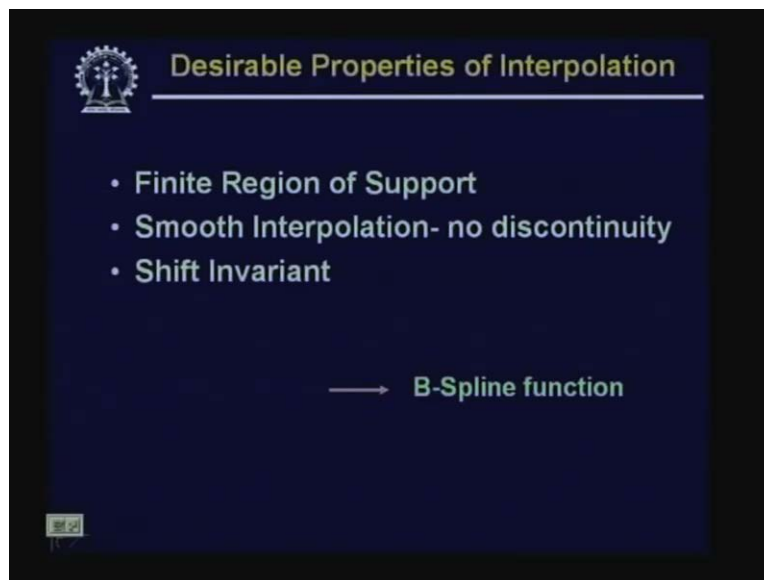 Desirable Properties of Interpolation
• Finite Region of Support
• Smooth Interpolation- no discontinuity
• Shift Invariant
B-Spline function